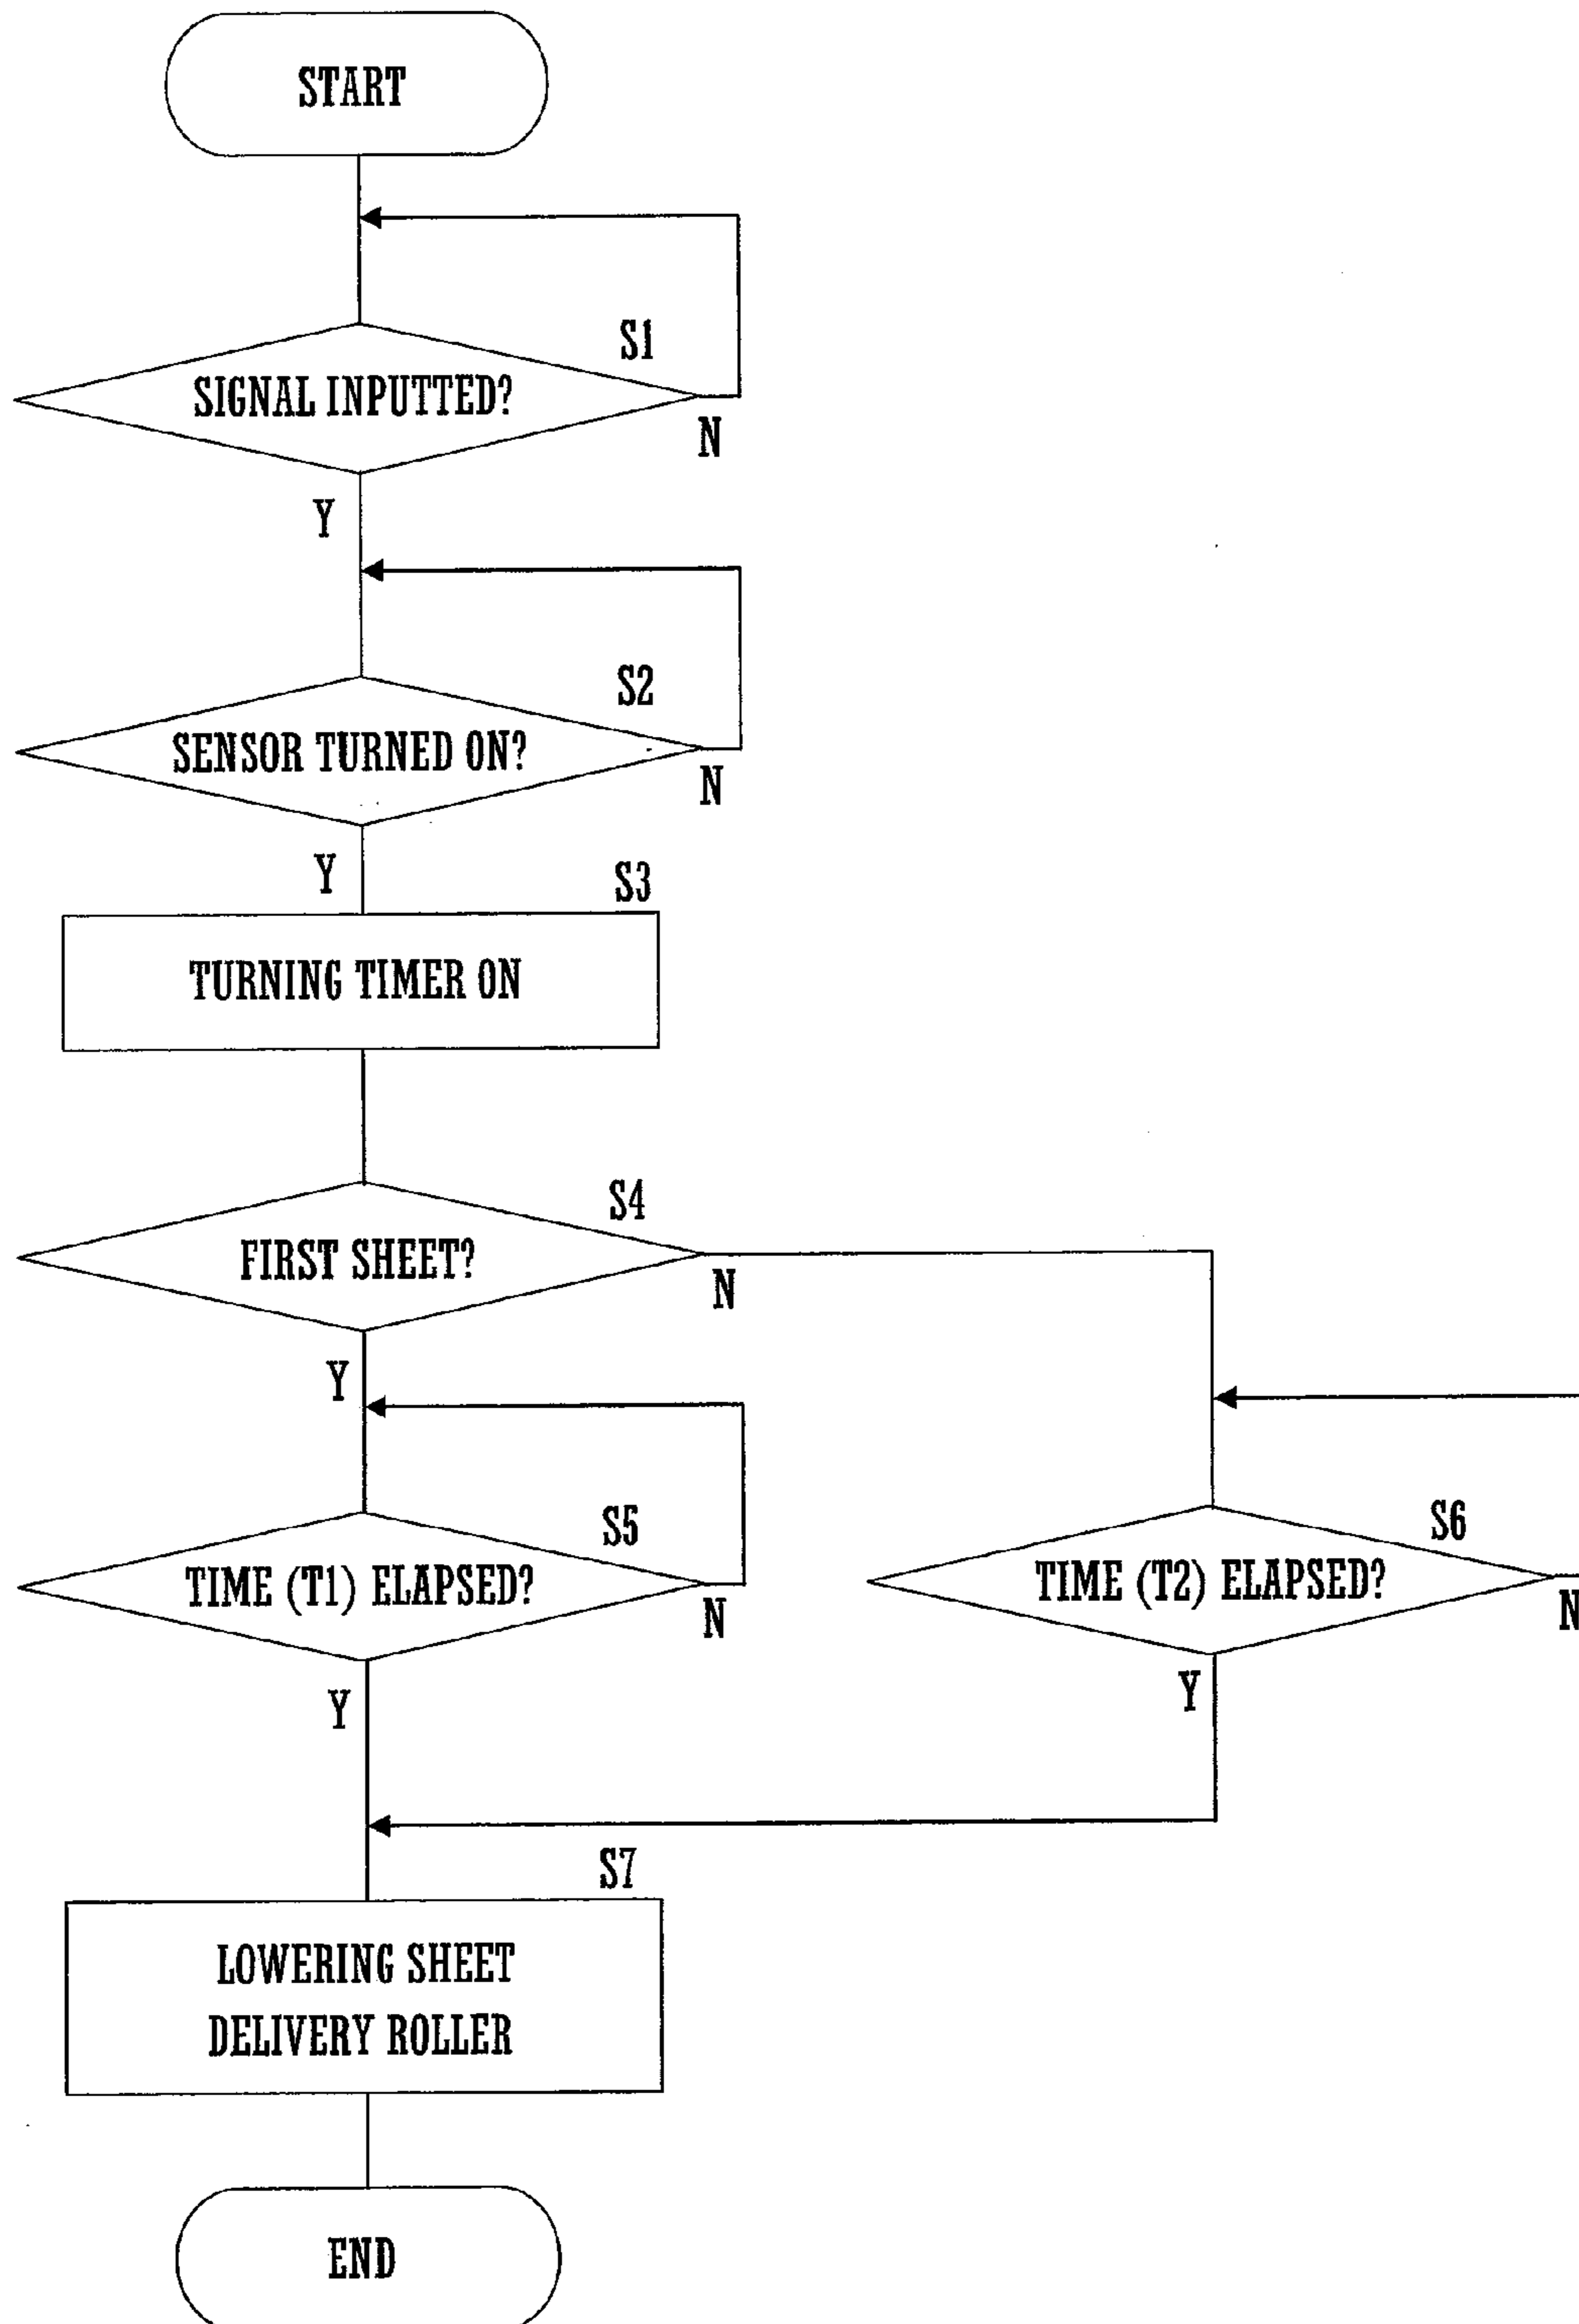 START
S1
SIGNAL INPUTTED?
N
Y
S2
SENSOR TURNED ON?
N
Y
S3
TURNING TIMER ON
S4
FIRST SHEET?
N
Y
S5
TIME (T1) ELAPSED?
N
Y
S6
TIME (T2) ELAPSED?
N
Y
S7
LOWERING SHEET
DELIVERY ROLLER
END